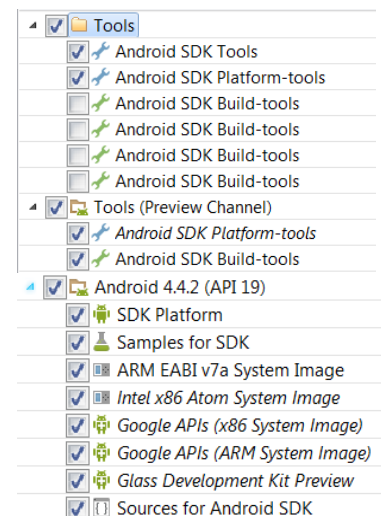 Tools
Android SDK Tools
Android SDK Platform-tools
Android SDK Build-tools
Android SDK Build-tools
Android SDK Build-tools
Android SDK Build-tools
Tools (Preview Channel)
Android SDK Platform-tools
Android SDK Build-tools
Android 4.4.2 (API 19)
SDK Platform
Samples for SDK
ARM EABI v7a System Image
Intel x86 Atom System Image
Google APIs (x86 System Image)
Google APIs (ARM System Image)
Glass Development Kit Preview
Sources for Android SDK